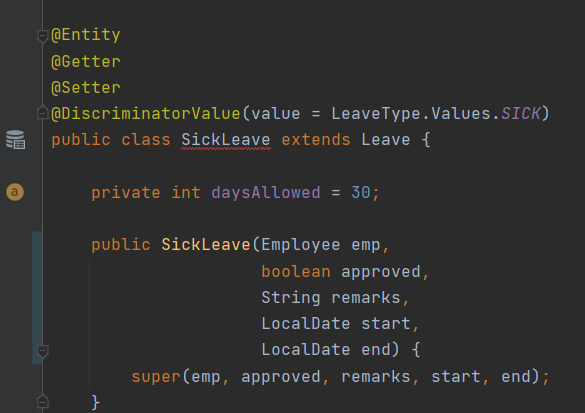 @Entity
@Getter
@Setter
@DiscriminatorValue(value = LeaveType.Values.SICK)
public class SickLeave extends Leave {
a
private int daysAllowed = 30;
public SickLeave(Employee emp,
boolean approved,
String remarks,
LocalDate start,
LocalDate end) {
super(emp, approved, remarks, start, end);
}